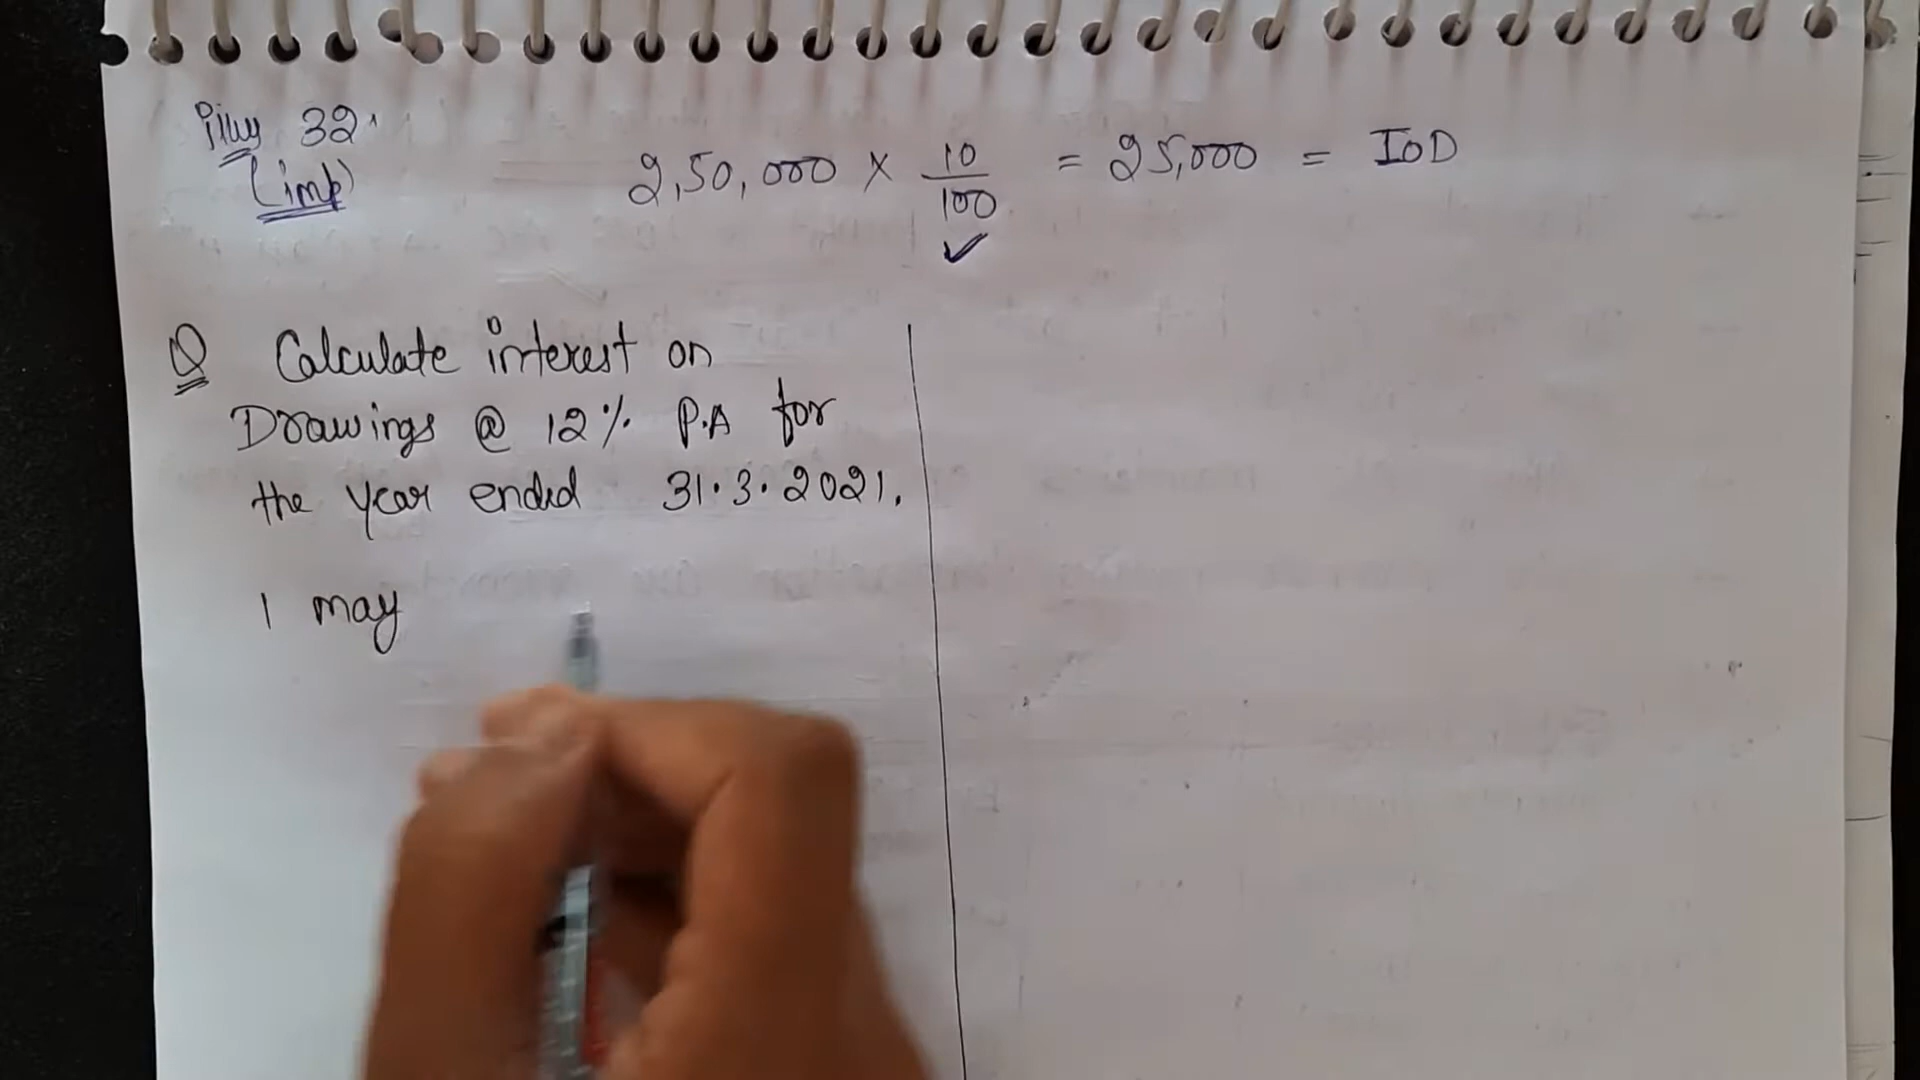 32.
(imp)
2,50,000 × 10/100 = 25,000 = IOD
✓
Q Calculate interest on
Drawings @ 12% P.A for
the year ended 31.3.2021.
1 may